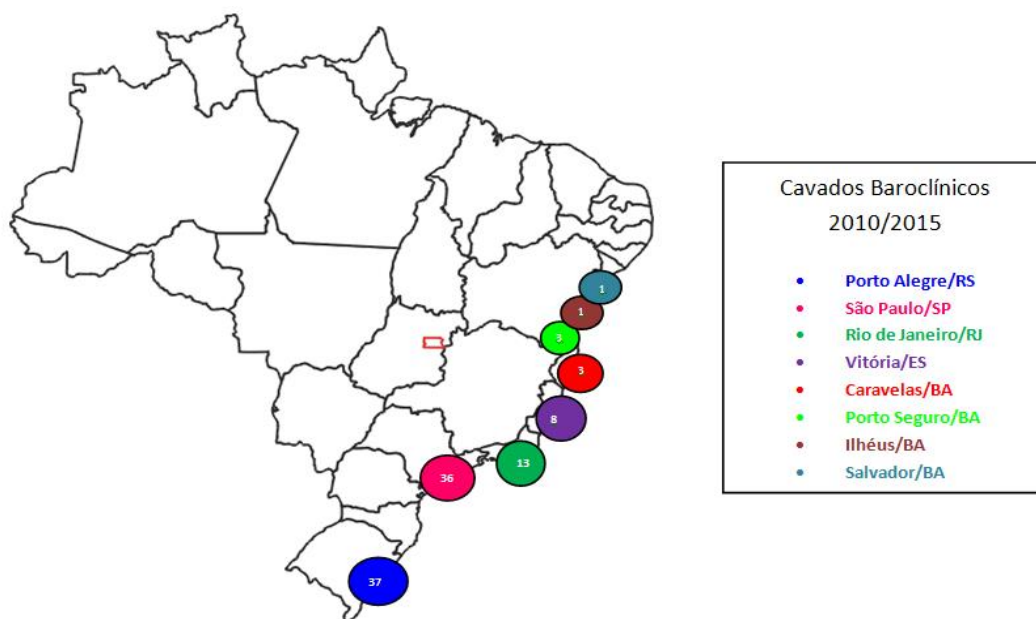 Cavados Baroclínicos
2010/2015
• Porto Alegre/RS
• São Paulo/SP
• Rio de Janeiro/RJ
• Vitória/ES
• Caravelas/BA
• Porto Seguro/BA
• Ilhéus/BA
• Salvador/BA
1
1
3
3
8
13
36
37